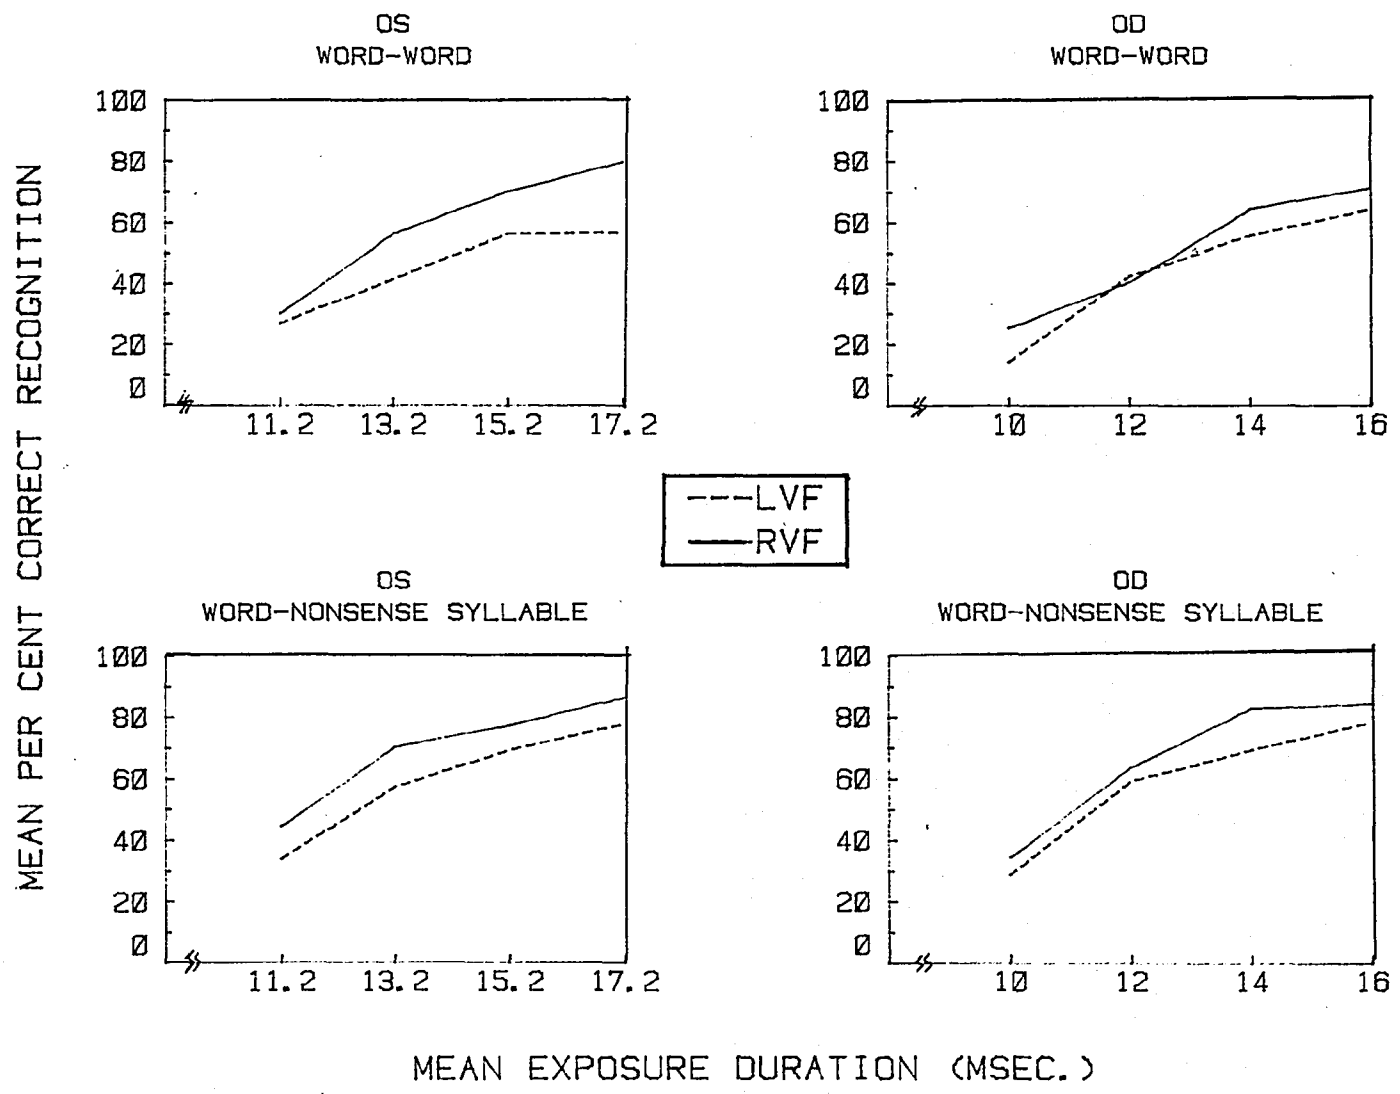 OS
WORD-WORD
OD
WORD-WORD
MEAN PER CENT CORRECT RECOGNITION
100
80
60
40
20
0
11.2 13.2 15.2 17.2
100
80
60
40
20
0
10 12 14 16
LVF
RVF
OS
WORD-NONSENSE SYLLABLE
OD
WORD-NONSENSE SYLLABLE
100
80
60
40
20
0
11.2 13.2 15.2 17.2
100
80
60
40
20
0
10 12 14 16
MEAN EXPOSURE DURATION (MSEC.)